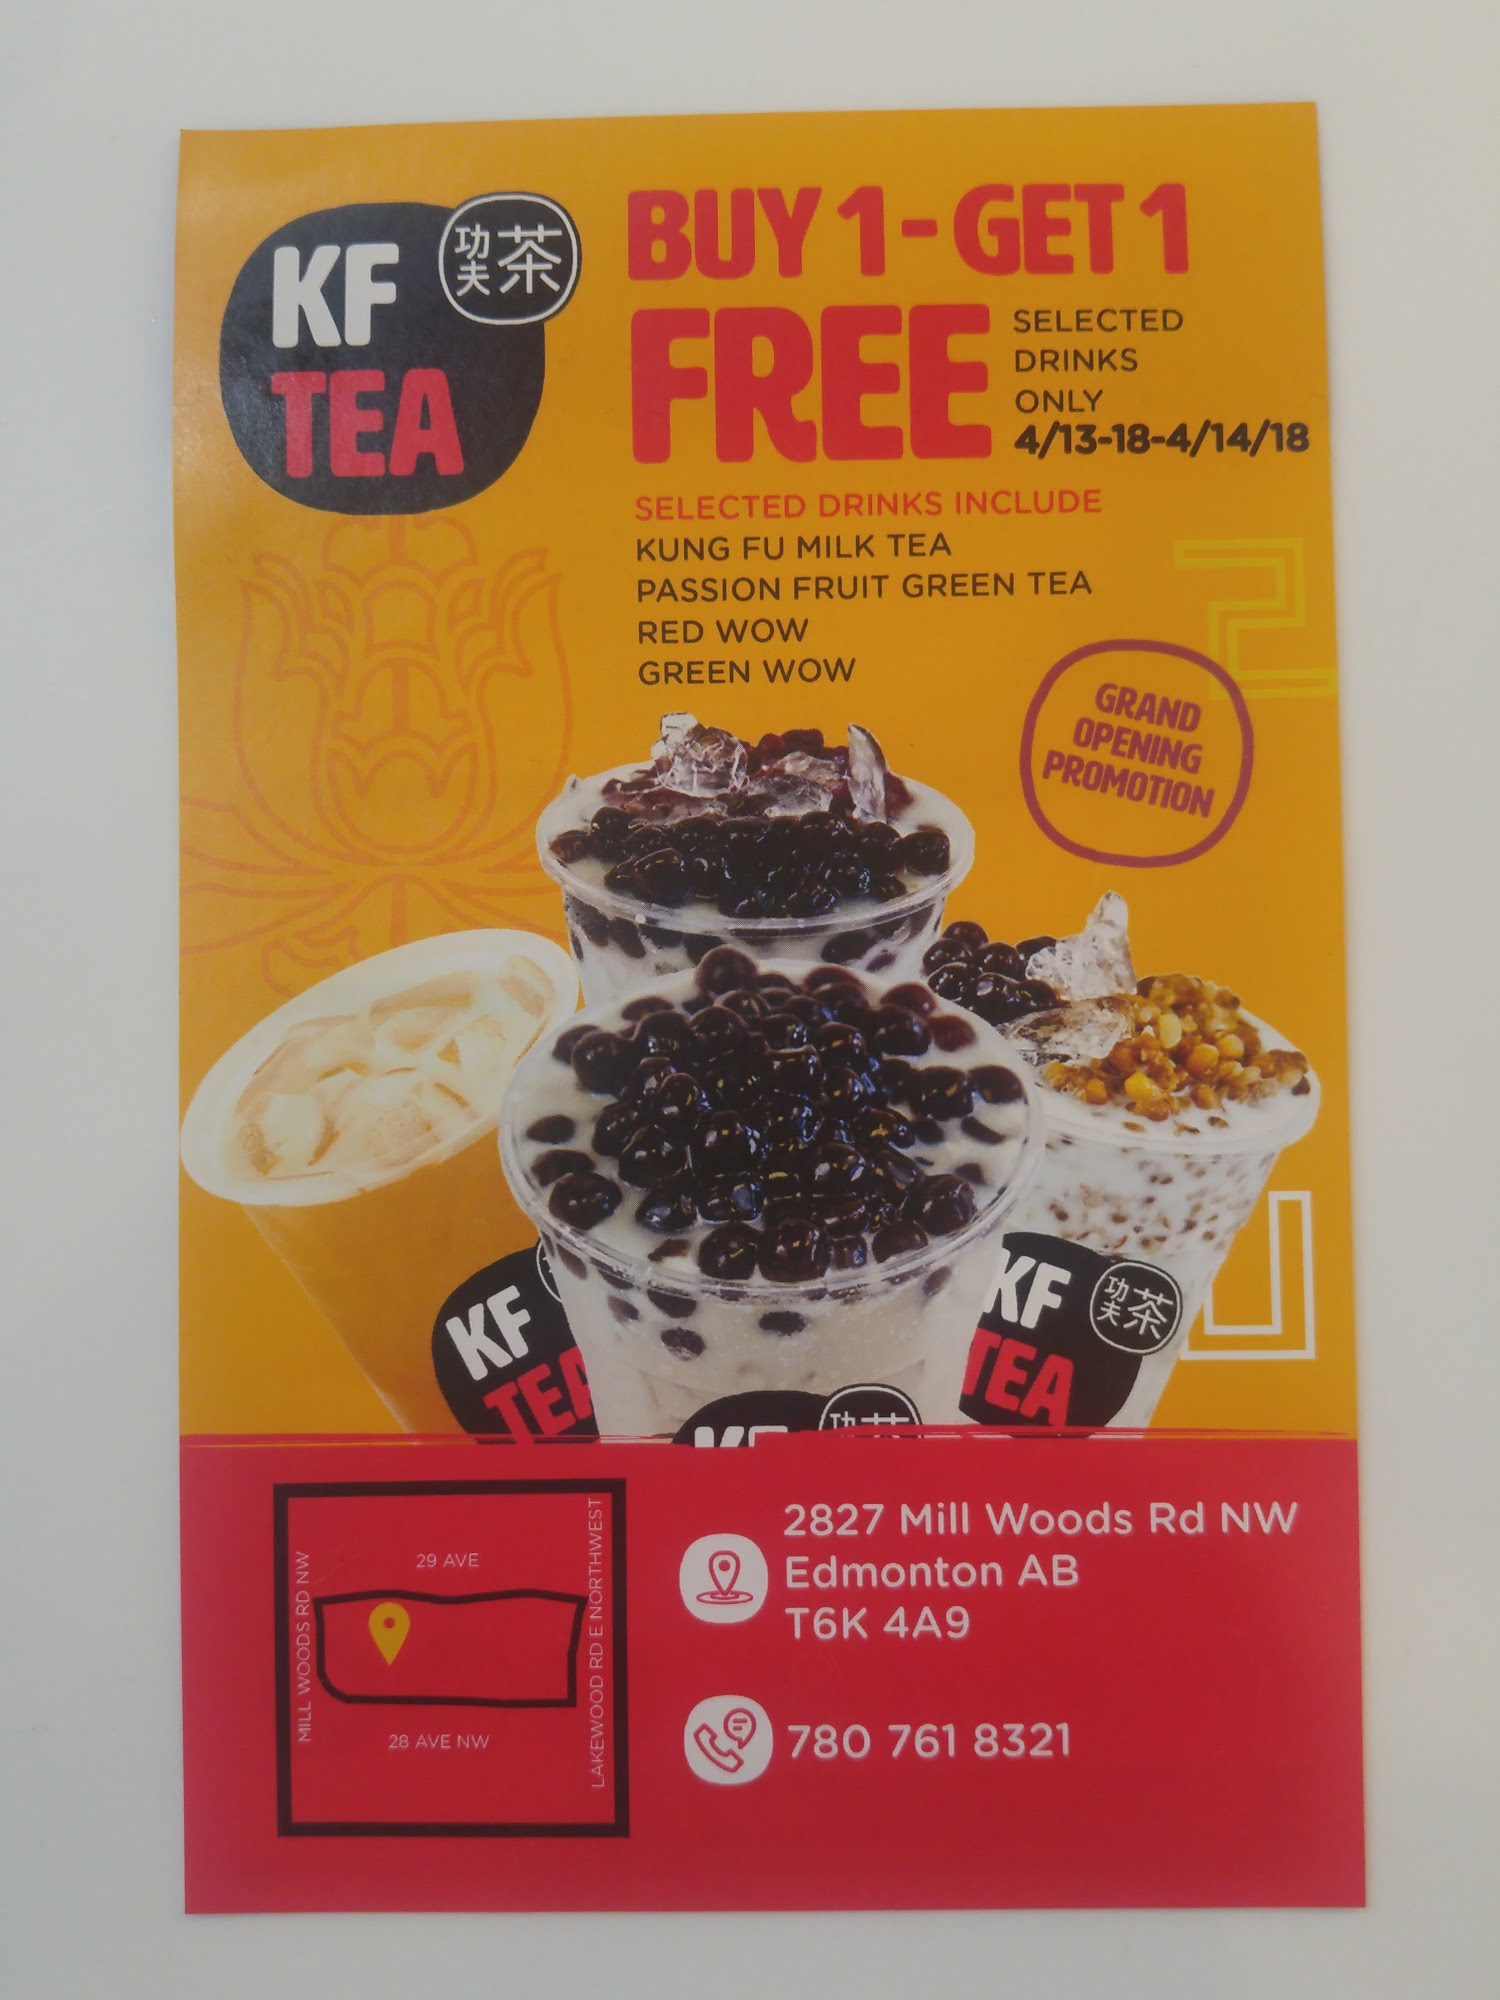 KF
TEA
功夫茶
BUY 1 - GET 1
FREE
SELECTED
DRINKS
ONLY
4/13-18-4/14/18
SELECTED DRINKS INCLUDE
KUNG FU MILK TEA
PASSION FRUIT GREEN TEA
RED WOW
GREEN WOW
GRAND
OPENING
PROMOTION
KF
TEA
KF
功夫茶
TEA
KF
功茶
29 AVE
MILL WOODS RD NW
LAKEWOOD RD E NORTHWEST
28 AVE NW
2827 Mill Woods Rd NW
Edmonton AB
T6K 4A9
780 761 8321